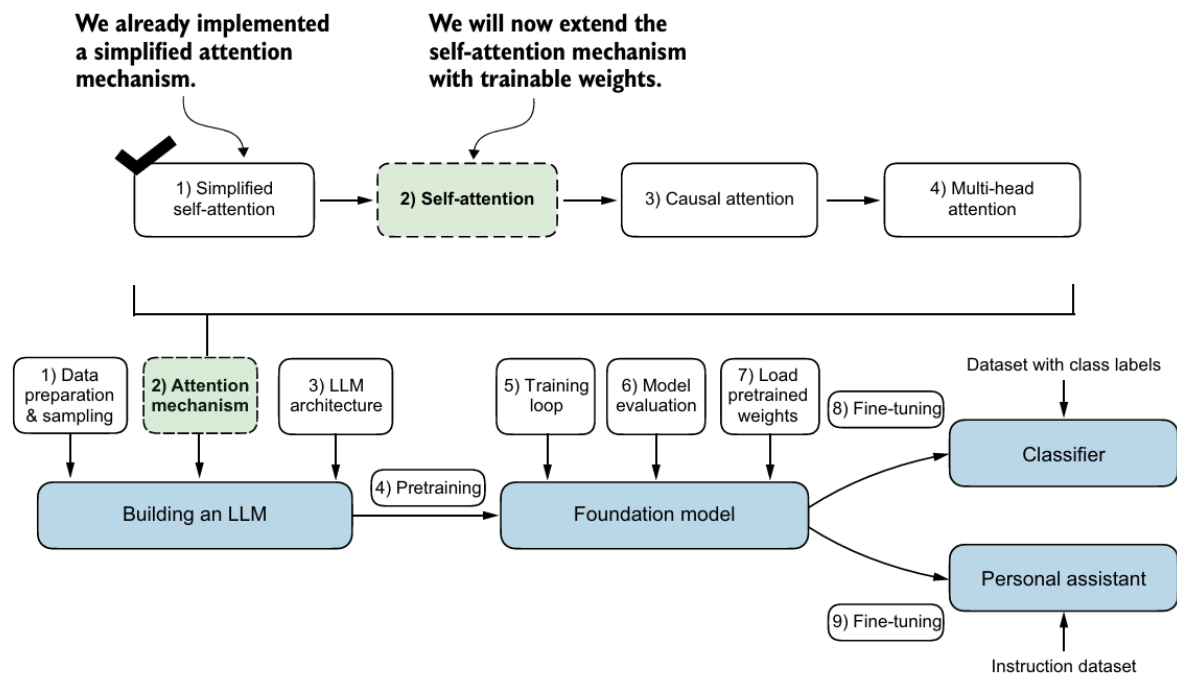 We already implemented
a simplified attention
mechanism.
We will now extend the
self-attention mechanism
with trainable weights.
1) Simplified
self-attention
2) Self-attention
3) Causal attention
4) Multi-head
attention
1) Data
preparation
& sampling
2) Attention
mechanism
3) LLM
architecture
5) Training
loop
6) Model
evaluation
7) Load
pretrained
weights
Dataset with class labels
8) Fine-tuning
Classifier
4) Pretraining
Building an LLM
Foundation model
Personal assistant
9) Fine-tuning
Instruction dataset